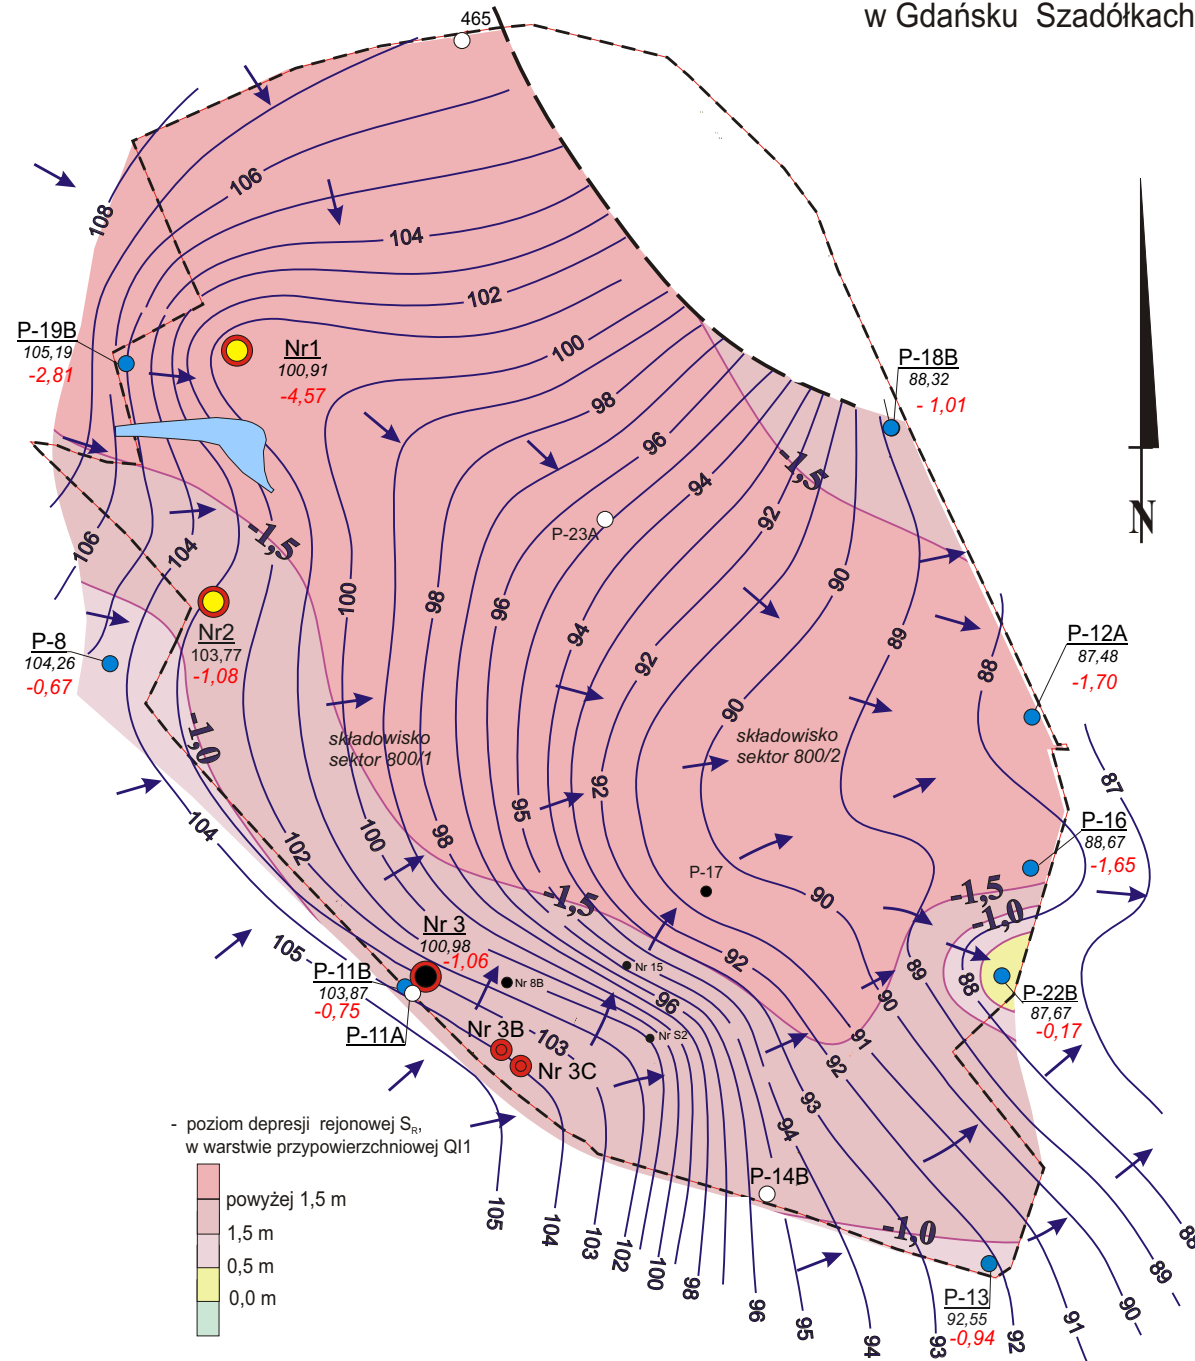 w Gdańsku Szadółkach
465
108
106
104
102
100
98
96
94
92
90
89
88
87
P-19B
105,19
-2,81
Nr1
100,91
-4,57
P-18B
88,32
- 1,01
-1,5
-1,5
P-23A
106
104
100
98
96
94
92
90
P-8
104,26
-0,67
Nr2
103,77
-1,08
P-12A
87,48
-1,70
-1,0
składowisko
sektor 800/1
składowisko
sektor 800/2
104
102
100
98
95
92
P-16
88,67
-1,65
P-17
90
-1,5
-1,5
-1,0
105
Nr 3
100,98
-1,06
P-11B
103,87
-0,75
P-11A
Nr 8B
Nr 15
92
96
Nr S2
90
89
88
P-22B
87,67
-0,17
Nr 3B
103
Nr 3C
91
92
93
94
- poziom depresji rejonowej SR,
w warstwie przypowierzchniowej QI1
powyżej 1,5 m
1,5 m
0,5 m
0,0 m
P-14B
-1,0
105
104
103
102
100
98
96
95
94
93
92
91
90
89
88
P-13
92,55
-0,94
N